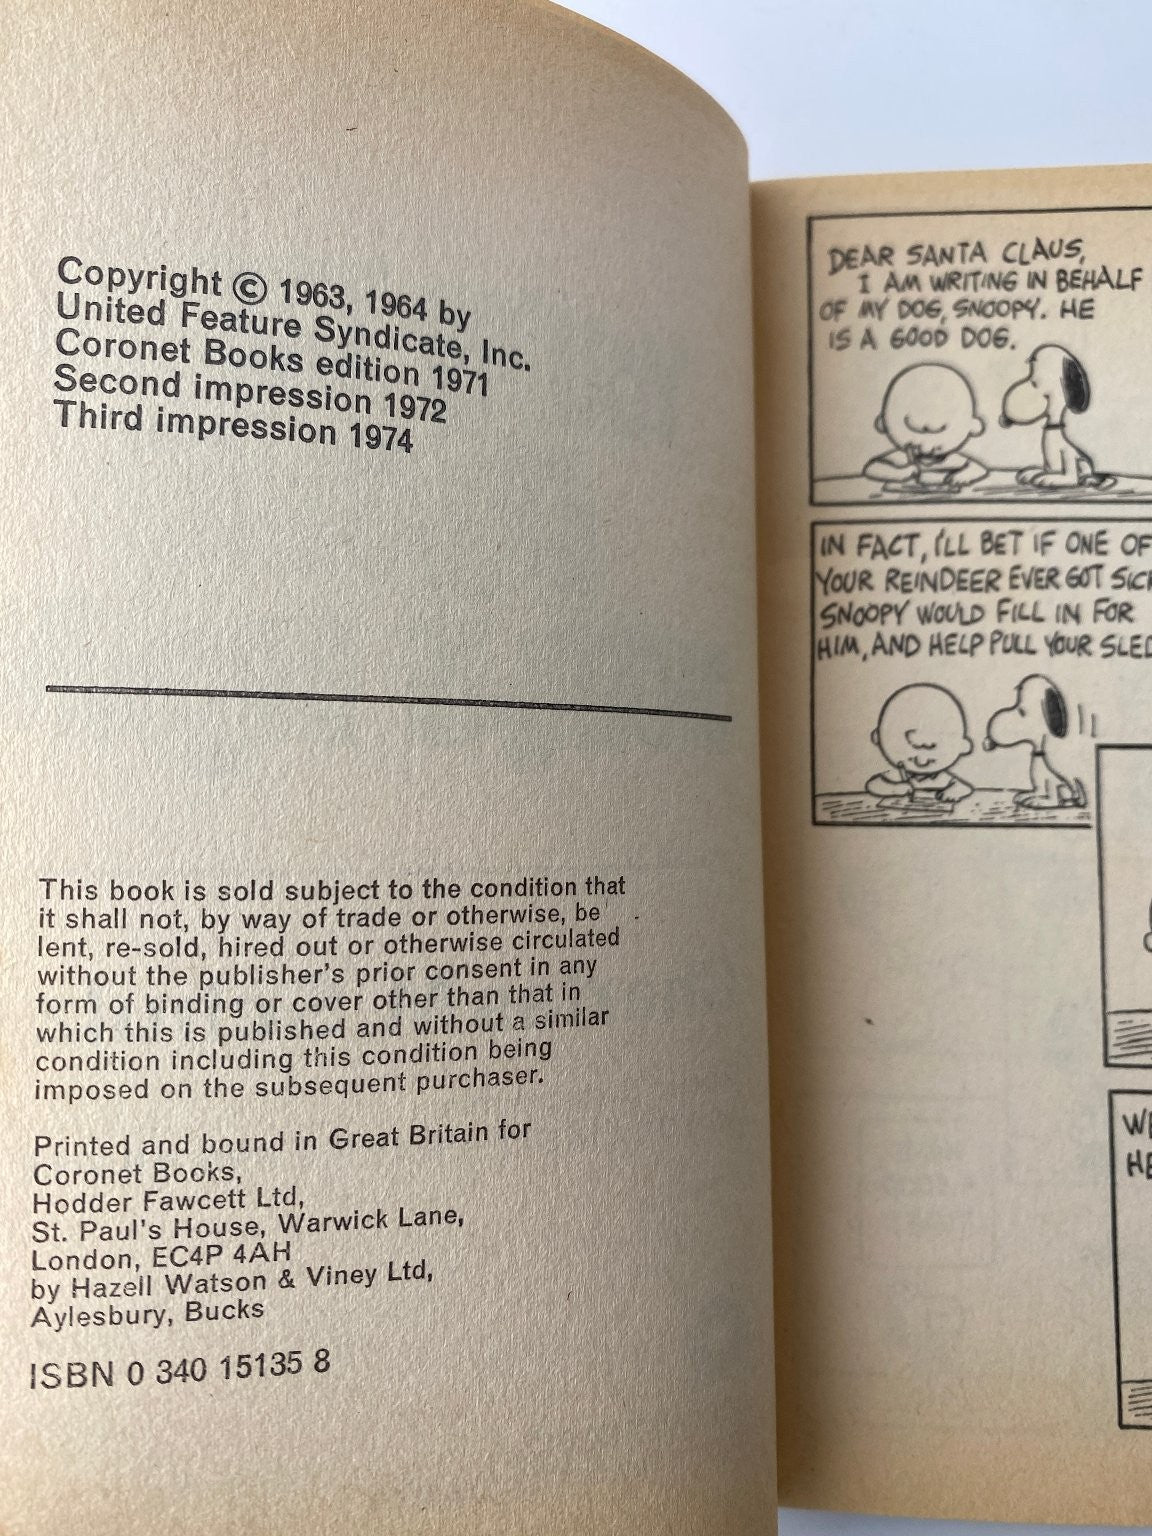 Copyright © 1963, 1964 by
United Feature Syndicate, Inc.
Coronet Books edition 1971
Second impression 1972
Third impression 1974
This book is sold subject to the condition that
it shall not, by way of trade or otherwise, be
lent, re-sold, hired out or otherwise circulated
without the publisher's prior consent in any
form of binding or cover other than that in
which this is published and without a similar
condition including this condition being
imposed on the subsequent purchaser.
Printed and bound in Great Britain for
Coronet Books,
Hodder Fawcett Ltd,
St. Paul's House, Warwick Lane,
London, EC4P 4AH
by Hazell Watson & Viney Ltd,
Aylesbury, Bucks
ISBN 0 340 15135 8
DEAR SANTA CLAUS,
I AM WRITING IN BEHALF
OF MY DOG, SNOOPY. HE
IS A GOOD DOG.
IN FACT, I'LL BET IF ONE OF
YOUR REINDEER EVER GOT
SNOOPY WOULD FILL IN FOR
HIM, AND HELP PULL YOUR